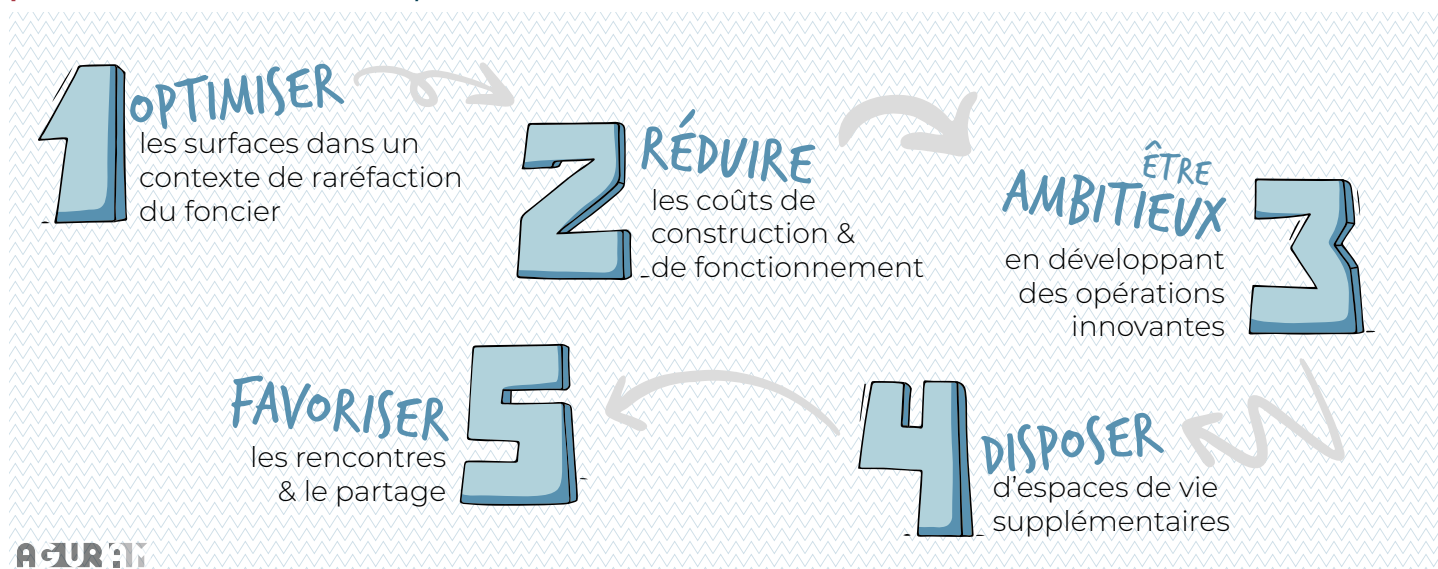 1
OPTIMISER
les surfaces dans un
contexte de raréfaction
du foncier
2
RÉDUIRE
les coûts de
construction &
de fonctionnement
3
ÊTRE
AMBITIEUX
en développant
des opérations
innovantes
4
DISPOSER
d'espaces de vie
supplémentaires
5
FAVORISER
les rencontres
& le partage
AGURAM